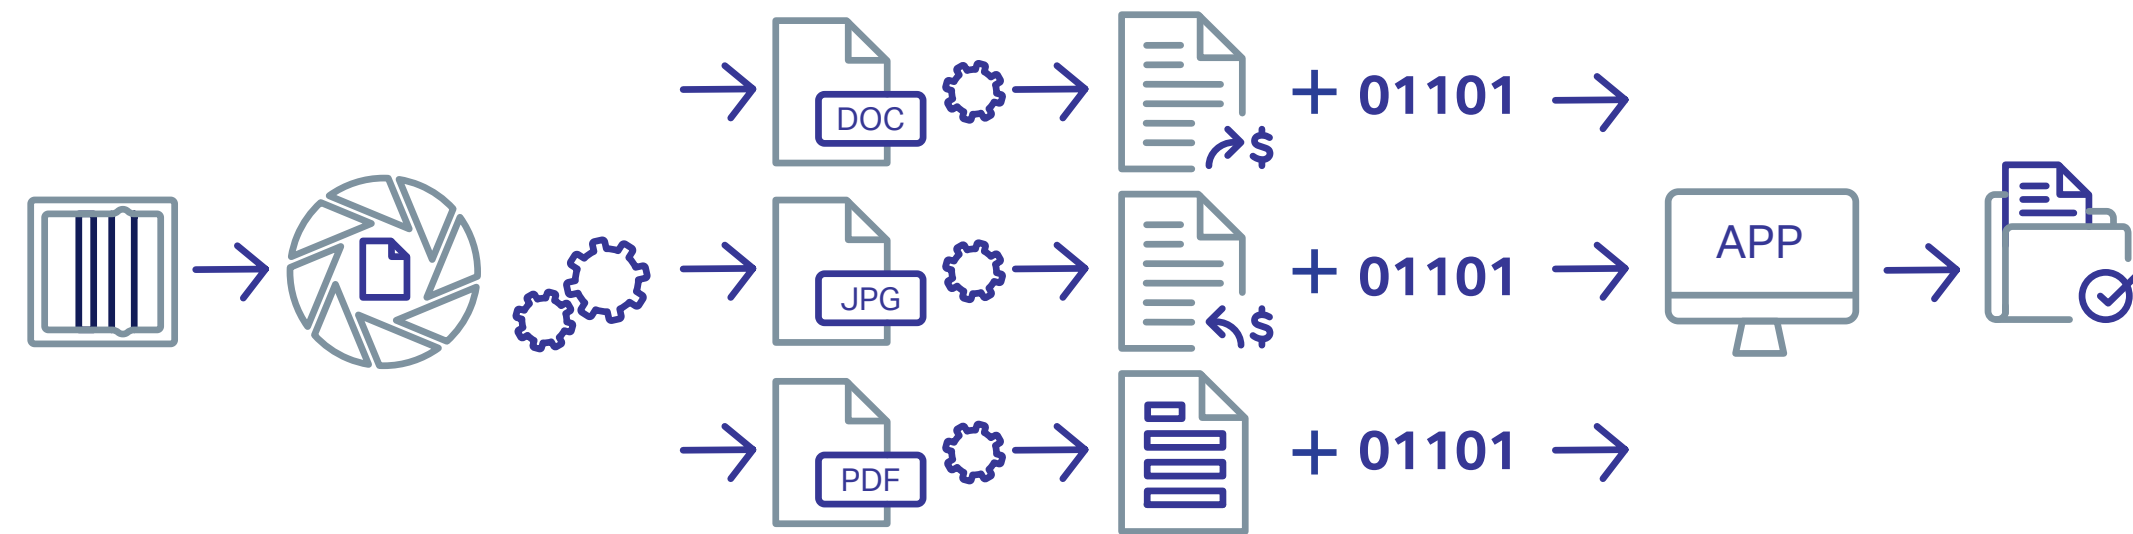 DOC
$
+ 01101
JPG
$
+ 01101
PDF
+ 01101
APP